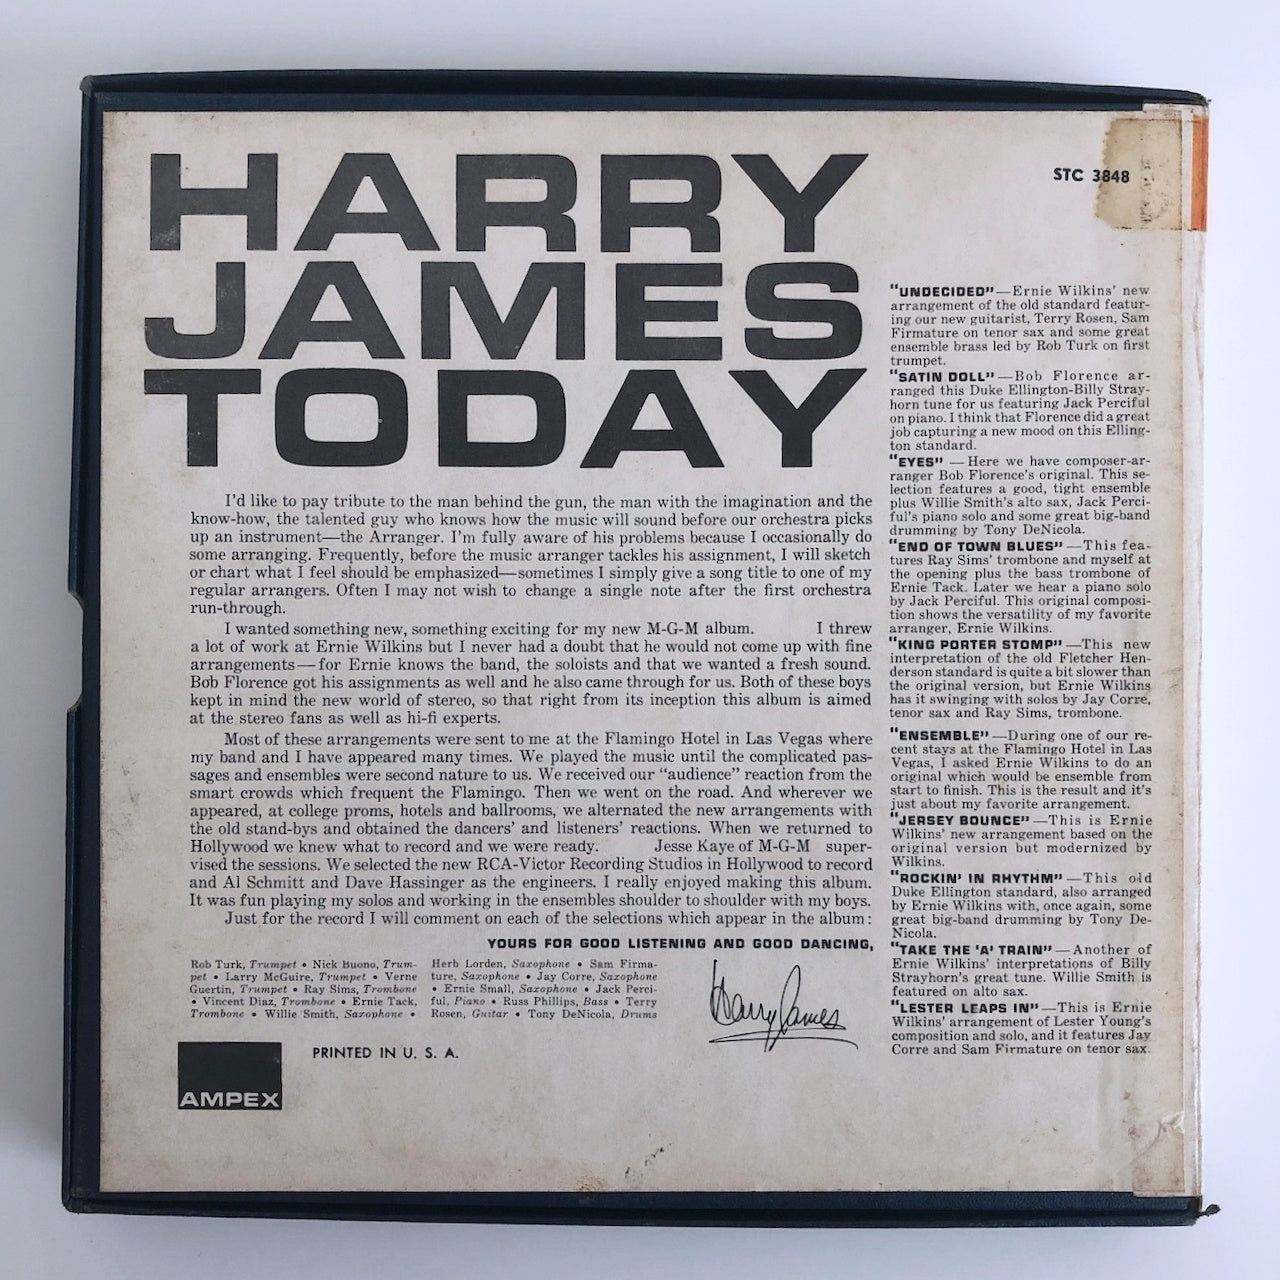 HARRY
JAMES
TODAY
STC 3848
I'd like to pay tribute to the man behind the gun, the man with the imagination and the
know-how, the talented guy who knows how the music will sound before our orchestra picks
up an instrument—the Arranger. I'm fully aware of his problems because I occasionally do
some arranging. Frequently, before the music arranger tackles his assignment, I will sketch
or chart what I feel should be emphasized—sometimes I simply give a song title to one of my
regular arrangers. Often I may not wish to change a single note after the first orchestra
run-through.
I wanted something new, something exciting for my new M-G-M album. I threw
a lot of work at Ernie Wilkins but I never had a doubt that he would not come up with fine
arrangements—for Ernie knows the band, the soloists and that we wanted a fresh sound.
Bob Florence got his assignments as well and he also came through for us. Both of these boys
kept in mind the new world of stereo, so that right from its inception this album is aimed
at the stereo fans as well as hi-fi experts.
Most of these arrangements were sent to me at the Flamingo Hotel in Las Vegas where
my band and I have appeared many times. We played the music until the complicated pas-
sages and ensembles were second nature to us. We received our "audience" reaction from the
smart crowds which frequent the Flamingo. Then we went on the road. And wherever we
appeared, at college proms, hotels and ballrooms, we alternated the new arrangements with
the old stand-bys and obtained the dancers' and listeners' reactions. When we returned to
Hollywood we knew what to record and we were ready. Jesse Kaye of M-G-M super-
vised the sessions. We selected the new RCA-Victor Recording Studios in Hollywood to record
and Al Schmitt and Dave Hassinger as the engineers. I really enjoyed making this album.
It was fun playing my solos and working in the ensembles shoulder to shoulder with my boys.
Just for the record I will comment on each of the selections which appear in the album:
YOURS FOR GOOD LISTENING AND GOOD DANCING,
Harry James
Rob Turk, Trumpet • Nick Buono, Trum-
pet • Larry McGuire, Trumpet • Verne
Guertin, Trumpet • Ray Sims, Trombone
• Vincent Diaz, Trombone • Ernie Tack,
Trombone • Willie Smith, Saxophone •
Herb Lorden, Saxophone • Sam Firma-
ture, Saxophone • Jay Corre, Saxophone
• Ernie Small, Saxophone • Jack Perci-
ful, Piano • Russ Phillips, Bass • Terry
Rosen, Guitar • Tony DeNicola, Drums
AMPEX
PRINTED IN U. S. A.
"UNDECIDED"—Ernie Wilkins' new
arrangement of the old standard featur-
ing our new guitarist, Terry Rosen, Sam
Firmature on tenor sax and some great
ensemble brass led by Rob Turk on first
trumpet.
"SATIN DOLL"—Bob Florence ar-
ranged this Duke Ellington-Billy Stray-
horn tune for us featuring Jack Perciful
on piano. I think that Florence did a great
job capturing a new mood on this Elling-
ton standard.
"EYES" — Here we have composer-ar-
ranger Bob Florence's original. This se-
lection features a good, tight ensemble
plus Willie Smith's alto sax, Jack Perci-
ful's piano solo and some great big-band
drumming by Tony DeNicola.
"END OF TOWN BLUES"—This fea-
tures Ray Sims' trombone and myself at
the opening plus the bass trombone of
Ernie Tack. Later we hear a piano solo
by Jack Perciful. This original composi-
tion shows the versatility of my favorite
arranger, Ernie Wilkins.
"KING PORTER STOMP"—This new
interpretation of the old Fletcher Hen-
derson standard is quite a bit slower than
the original version, but Ernie Wilkins
has it swinging with solos by Jay Corre,
tenor sax and Ray Sims, trombone.
"ENSEMBLE"—During one of our re-
cent stays at the Flamingo Hotel in Las
Vegas, I asked Ernie Wilkins to do an
original which would be ensemble from
start to finish. This is the result and it's
just about my favorite arrangement.
"JERSEY BOUNCE"—This is Ernie
Wilkins' new arrangement based on the
original version but modernized by
Wilkins.
"ROCKIN' IN RHYTHM"—This old
Duke Ellington standard, also arranged
by Ernie Wilkins with, once again, some
great big-band drumming by Tony De-
Nicola.
"TAKE THE 'A' TRAIN"—Another of
Ernie Wilkins' interpretations of Billy
Strayhorn's great tune. Willie Smith is
featured on alto sax.
"LESTER LEAPS IN"—This is Ernie
Wilkins' arrangement of Lester Young's
composition and solo, and it features Jay
Corre and Sam Firmature on tenor sax.